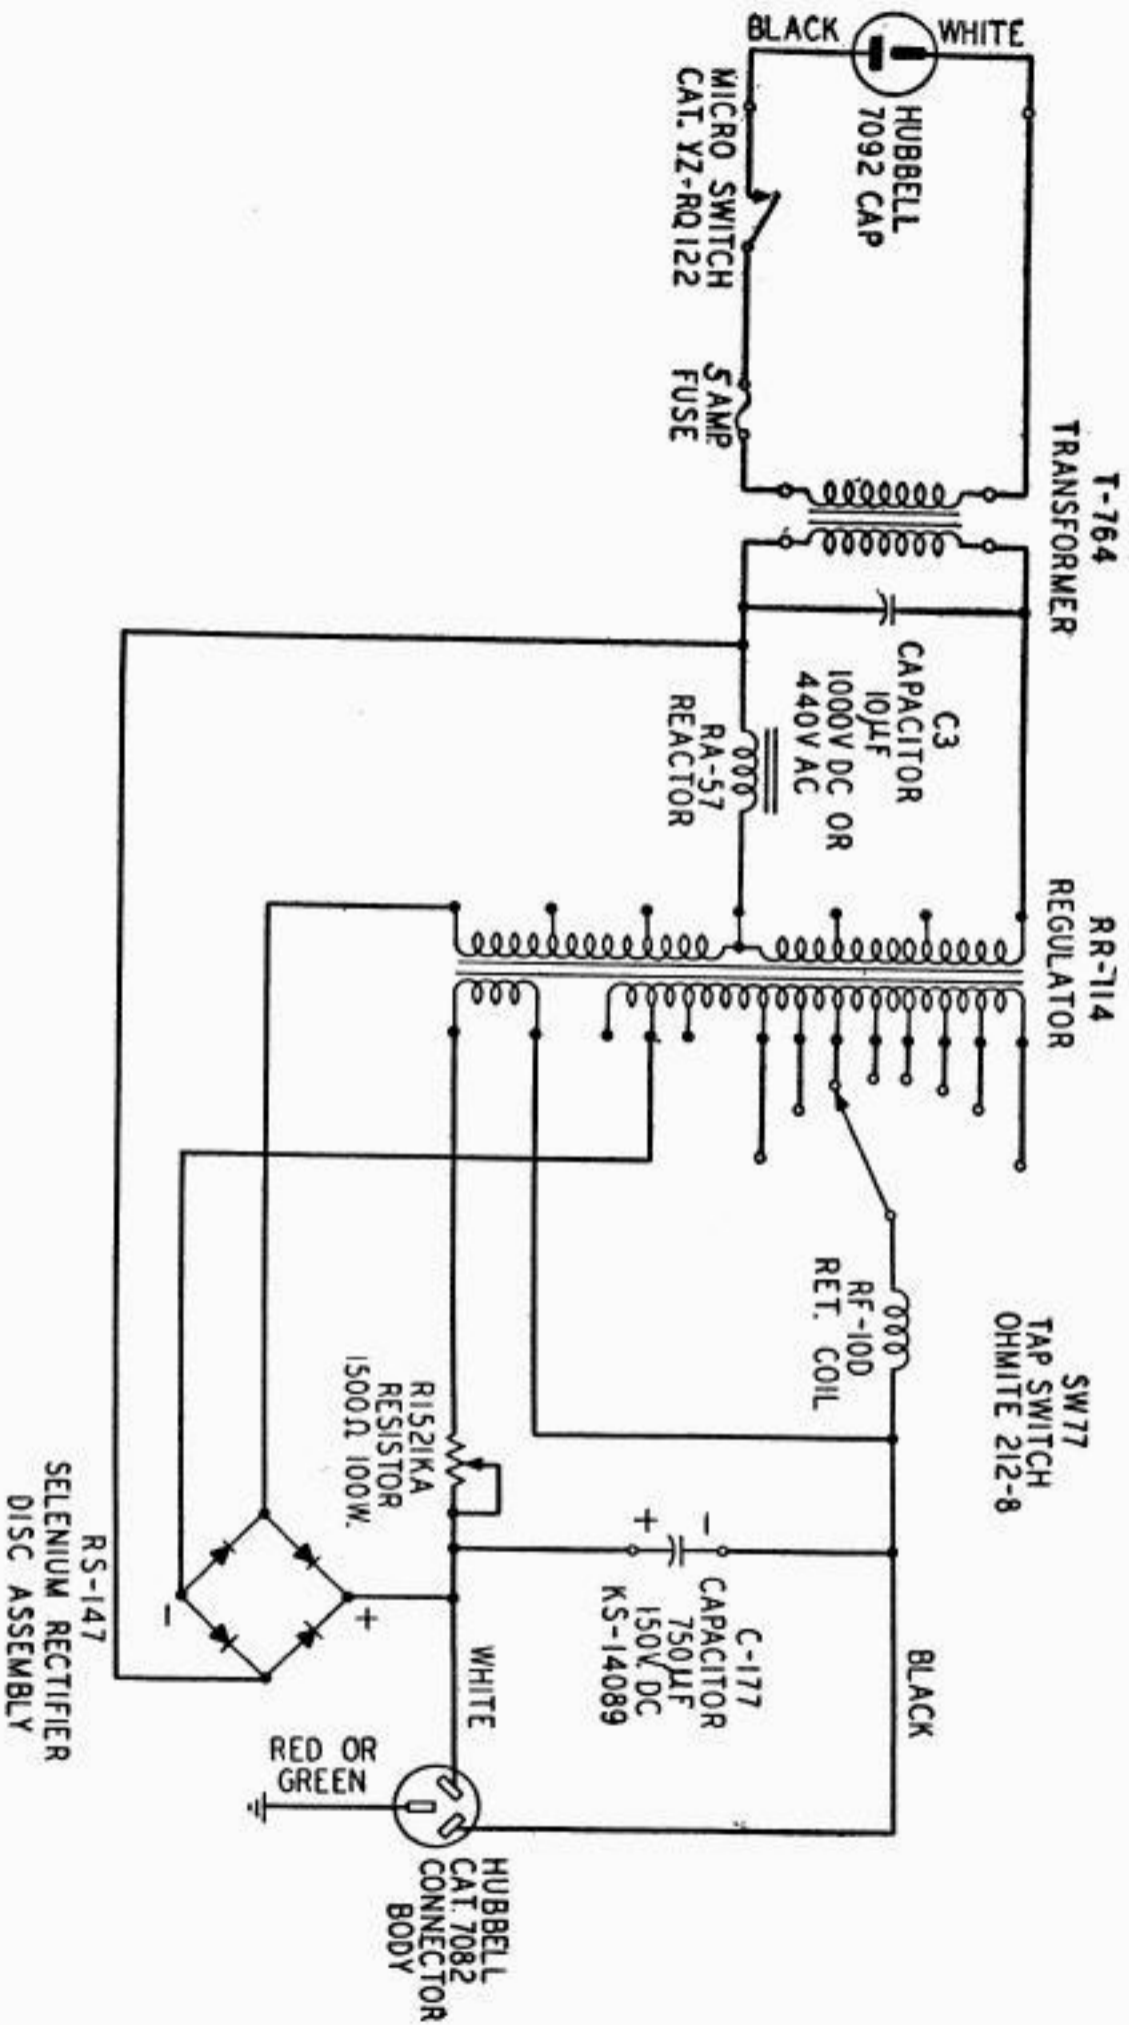 BLACK
WHITE
HUBBELL
7092 CAP
MICRO SWITCH
CAT. YZ-RQ122
5 AMP.
FUSE
T-764
TRANSFORMER
C3
CAPACITOR
10µF
1000V DC OR
440V AC
RA-57
REACTOR
RR-714
REGULATOR
SW77
TAP SWITCH
OHMITE 212-8
RF-10D
RET. COIL
R1521KA
RESISTOR
1500Ω 100W.
-
+
C-177
CAPACITOR
750µF
150V. DC
KS-14089
BLACK
WHITE
+
-
RS-147
SELENIUM RECTIFIER
DISC ASSEMBLY
RED OR
GREEN
HUBBELL
CAT. 7082
CONNECTOR
BODY